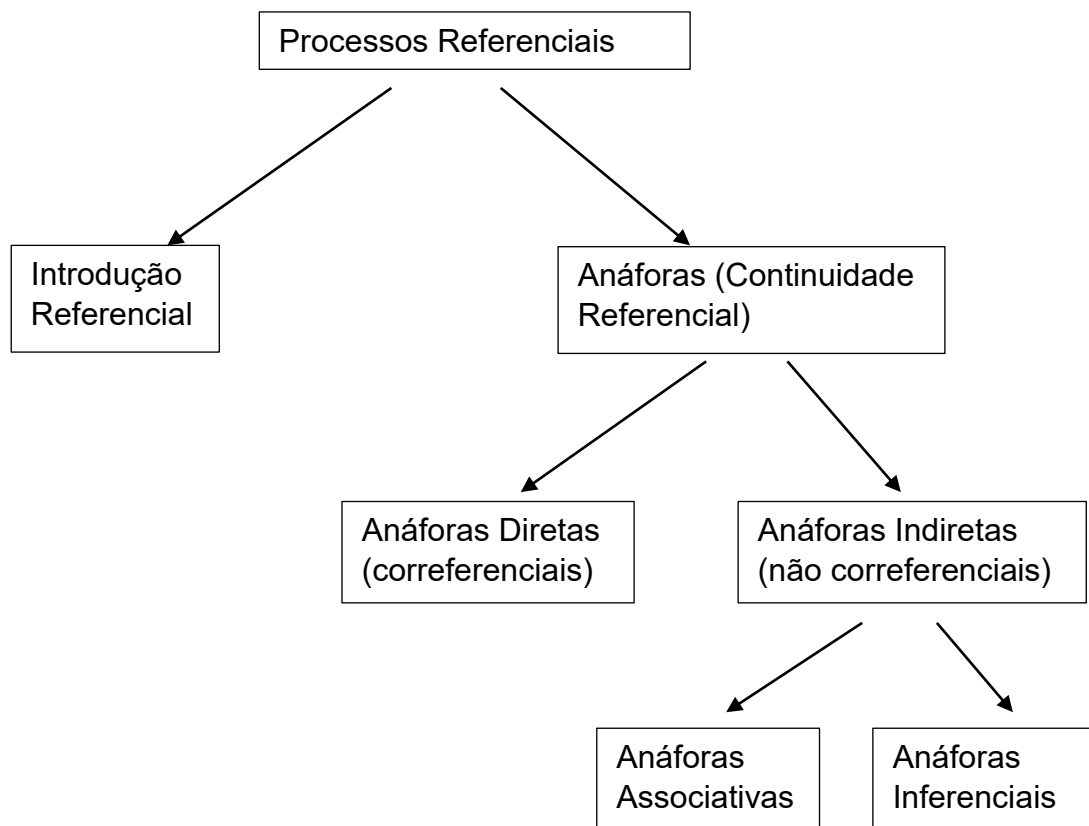 Processos Referenciais
Introdução
Referencial
Anáforas (Continuidade
Referencial)
Anáforas Diretas
(correferenciais)
Anáforas Indiretas
(não correferenciais)
Anáforas
Associativas
Anáforas
Inferenciais